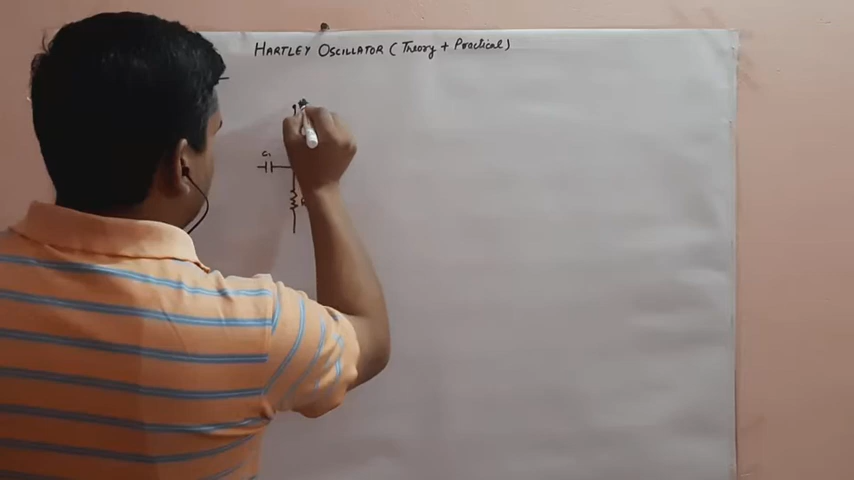 HARTLEY OSCILLATOR (Theory + Practical)
C₁